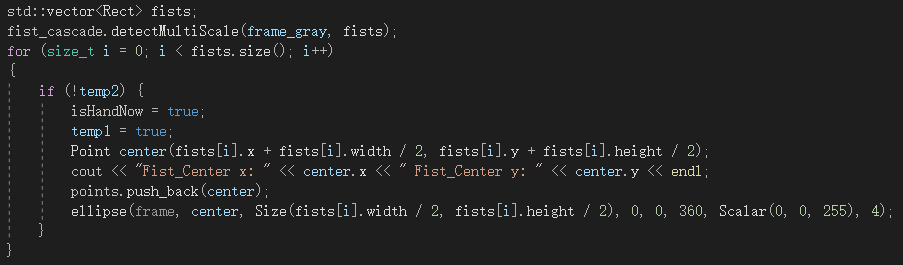 std::vector<Rect> fists;
fist_cascade.detectMultiScale(frame_gray, fists);
for (size_t i = 0; i < fists.size(); i++)
{
    if (!temp2) {
        isHandNow = true;
        temp1 = true;
        Point center(fists[i].x + fists[i].width / 2, fists[i].y + fists[i].height / 2);
        cout << "Fist_Center x: " << center.x << " Fist_Center y: " << center.y << endl;
        points.push_back(center);
        ellipse(frame, center, Size(fists[i].width / 2, fists[i].height / 2), 0, 0, 360, Scalar(0, 0, 255), 4);
    }
}